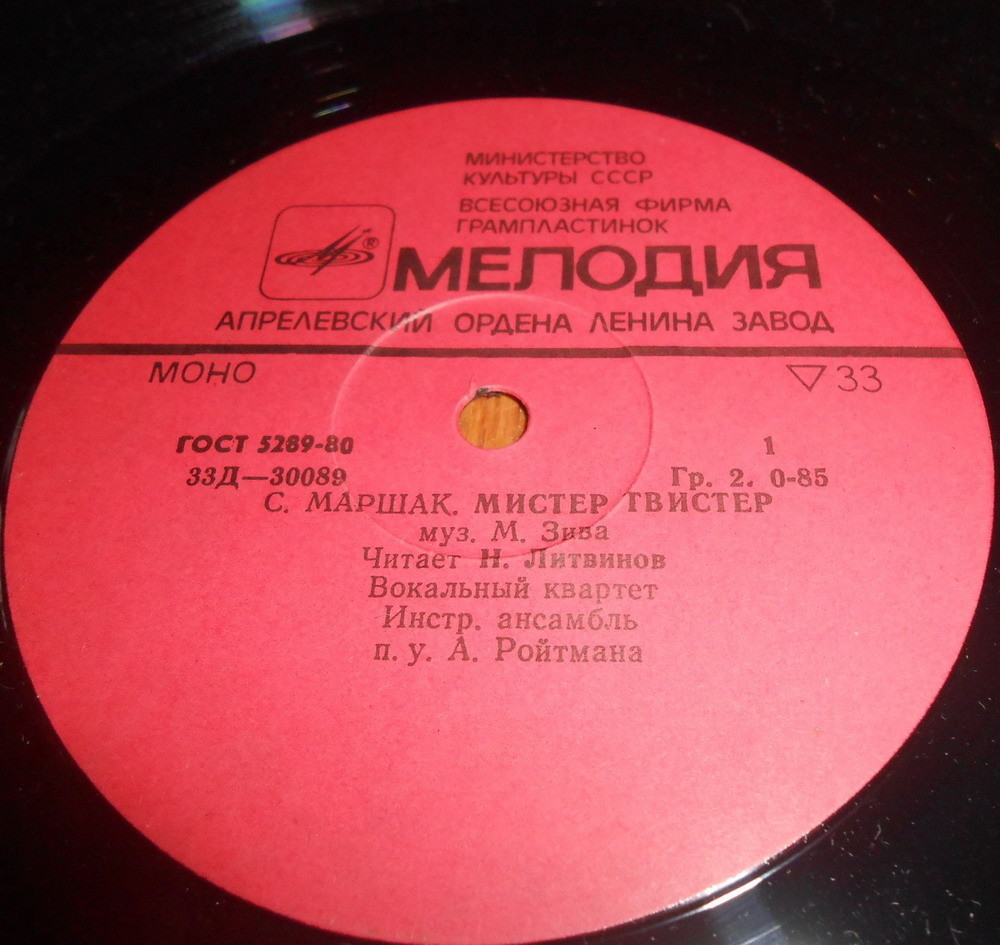 МИНИСТЕРСТВО
КУЛЬТУРЫ СССР
ВСЕСОЮЗНАЯ ФИРМА
ГРАМПЛАСТИНОК
® МЕЛОДИЯ
АПРЕЛЕВСКИЙ ОРДЕНА ЛЕНИНА ЗАВОД
МОНО ▽33
ГОСТ 5289-80 1
33Д—30089 Гр. 2. 0-85
С. МАРШАК. МИСТЕР ТВИСТЕР
муз. М. Зива
Читает Н. Литвинов
Вокальный квартет
Инстр. ансамбль
п. у. А. Ройтмана